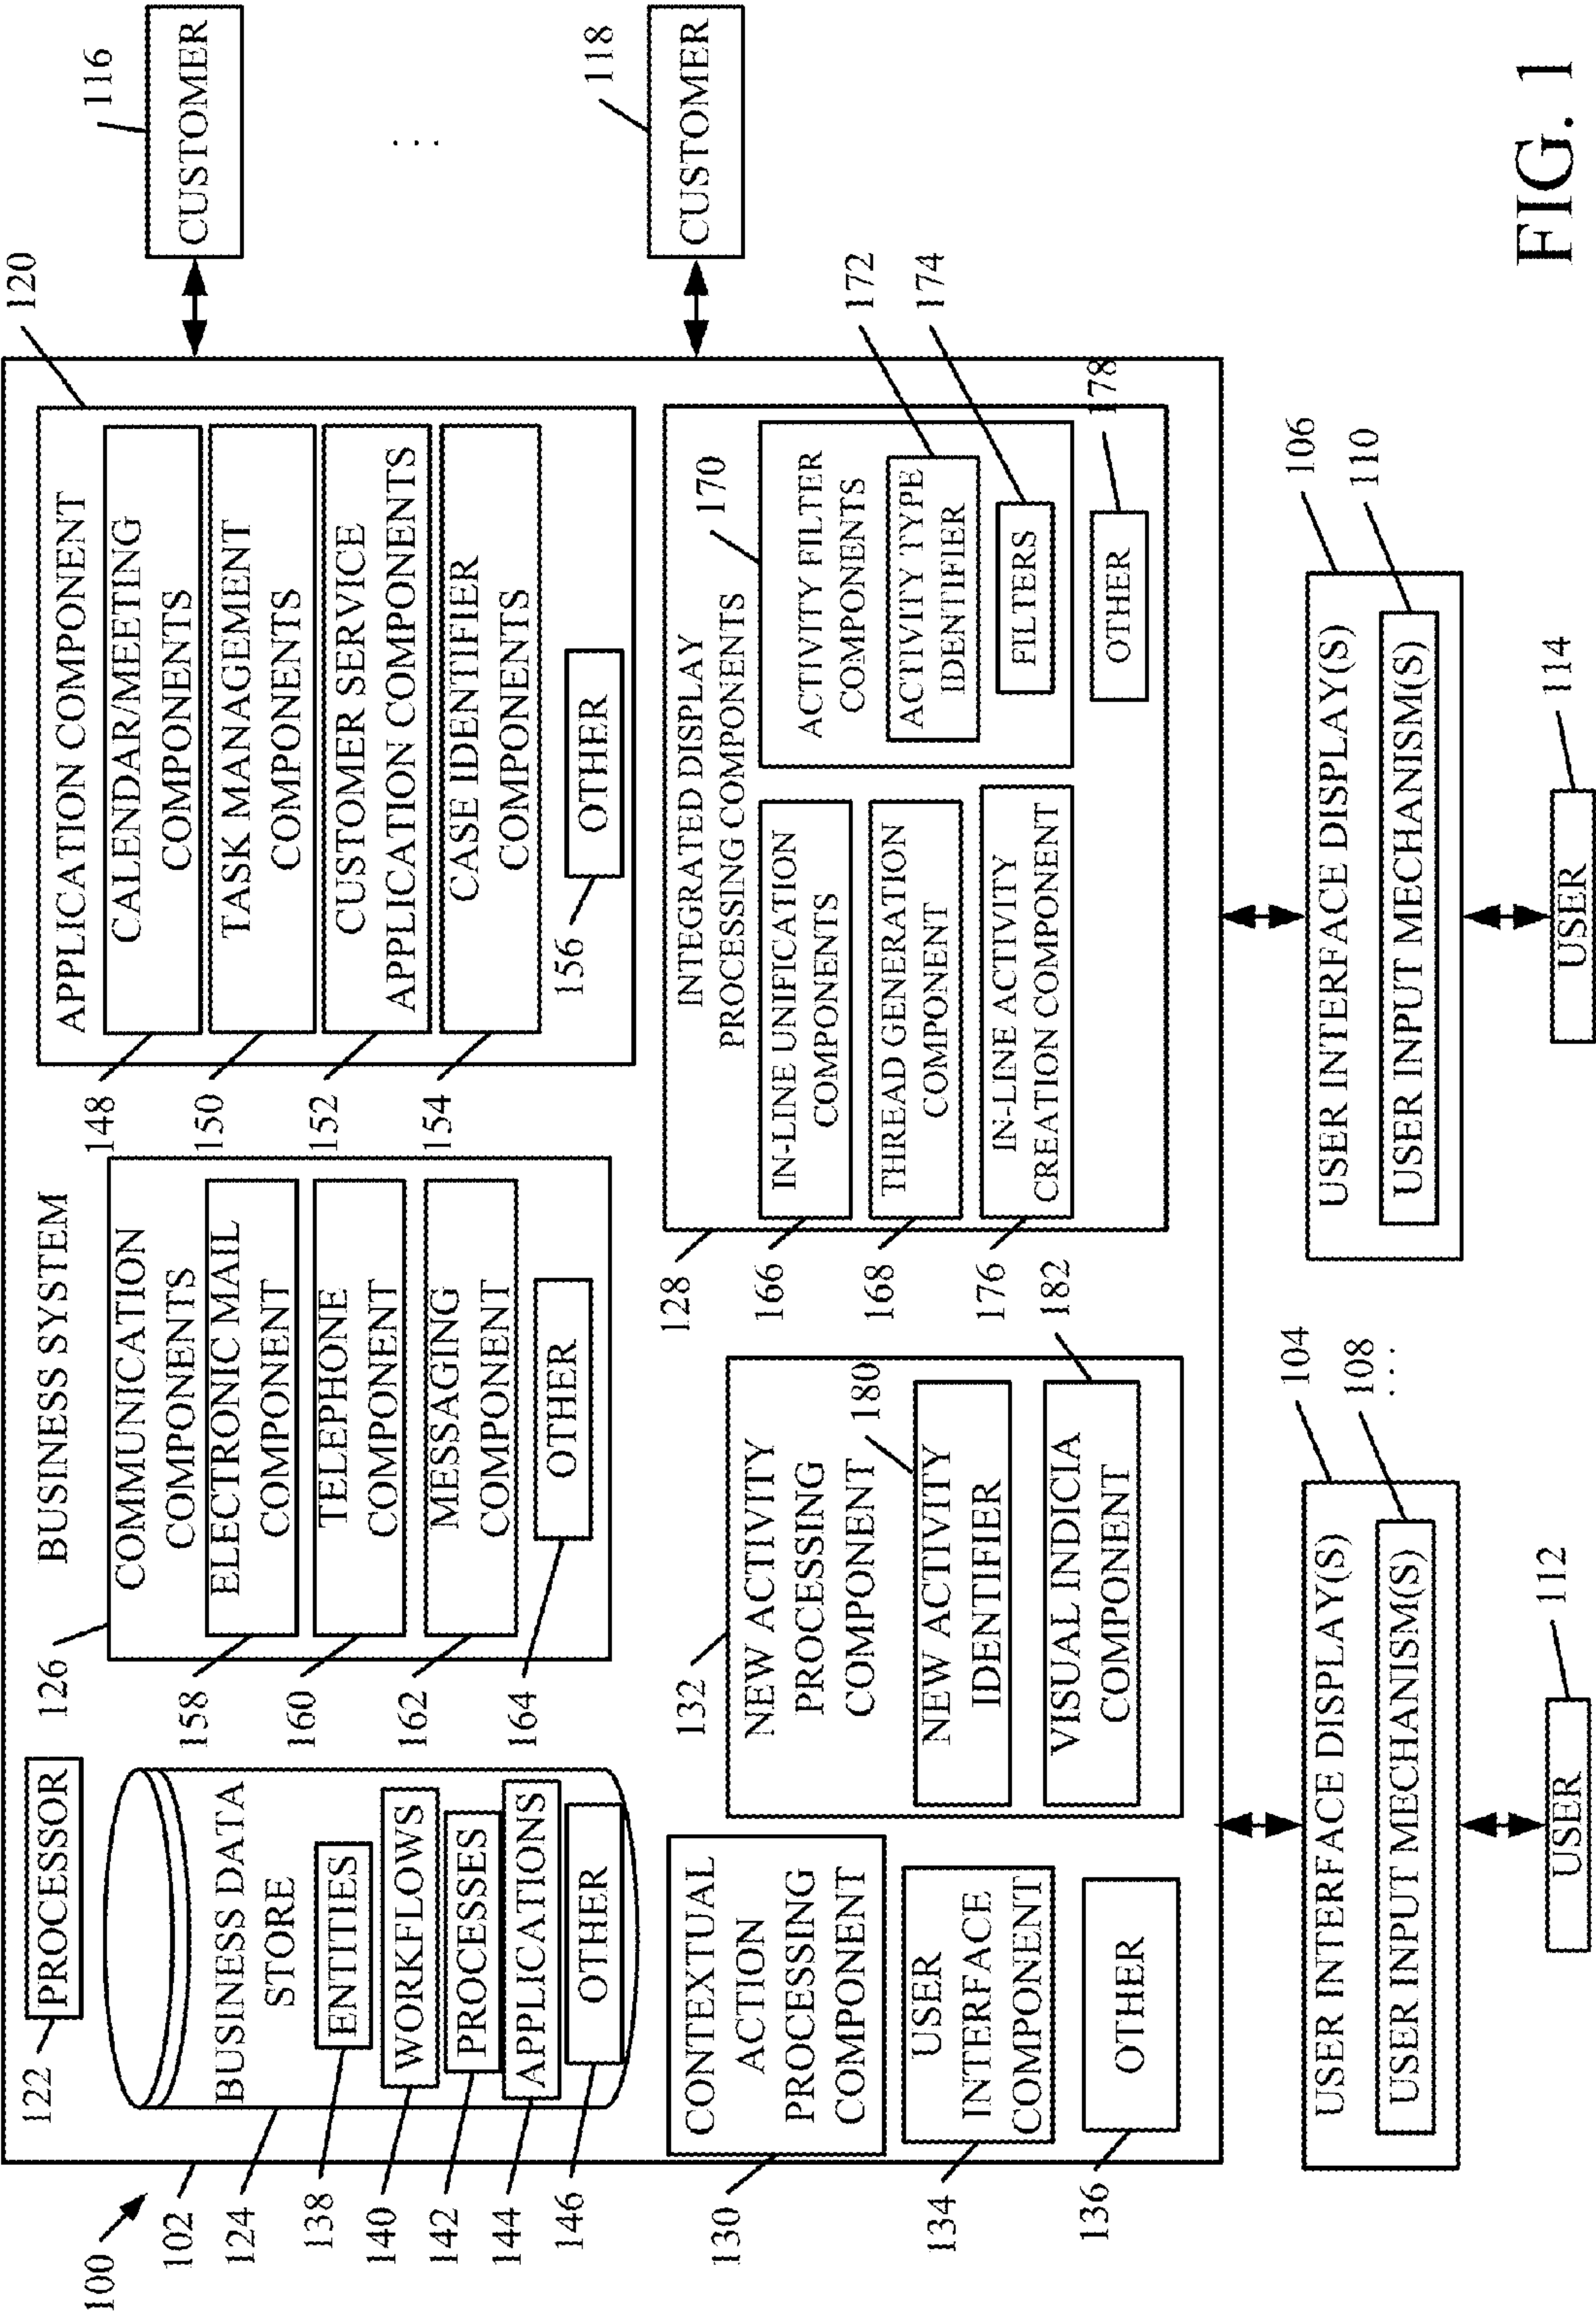 100
102
BUSINESS SYSTEM
122
PROCESSOR
124
BUSINESS DATA
STORE
138
ENTITIES
140
WORKFLOWS
142
PROCESSES
144
APPLICATIONS
146
OTHER
126
COMMUNICATION
COMPONENTS
158
ELECTRONIC MAIL
COMPONENT
160
TELEPHONE
COMPONENT
162
MESSAGING
COMPONENT
164
OTHER
120
APPLICATION COMPONENT
148
CALENDAR/MEETING
COMPONENTS
150
TASK MANAGEMENT
COMPONENTS
152
CUSTOMER SERVICE
APPLICATION COMPONENTS
154
CASE IDENTIFIER
COMPONENTS
156
OTHER
116
CUSTOMER
...
118
CUSTOMER
130
CONTEXTUAL
ACTION
PROCESSING
COMPONENT
134
USER
INTERFACE
COMPONENT
136
OTHER
132
NEW ACTIVITY
PROCESSING
COMPONENT
180
NEW ACTIVITY
IDENTIFIER
182
VISUAL INDICIA
COMPONENT
128
INTEGRATED DISPLAY
PROCESSING COMPONENTS
166
IN-LINE UNIFICATION
COMPONENTS
168
THREAD GENERATION
COMPONENT
176
IN-LINE ACTIVITY
CREATION COMPONENT
170
ACTIVITY FILTER
COMPONENTS
172
ACTIVITY TYPE
IDENTIFIER
174
FILTERS
178
OTHER
104
USER INTERFACE DISPLAY(S)
108
USER INPUT MECHANISM(S)
112
USER
...
106
USER INTERFACE DISPLAY(S)
110
USER INPUT MECHANISM(S)
114
USER
FIG. 1